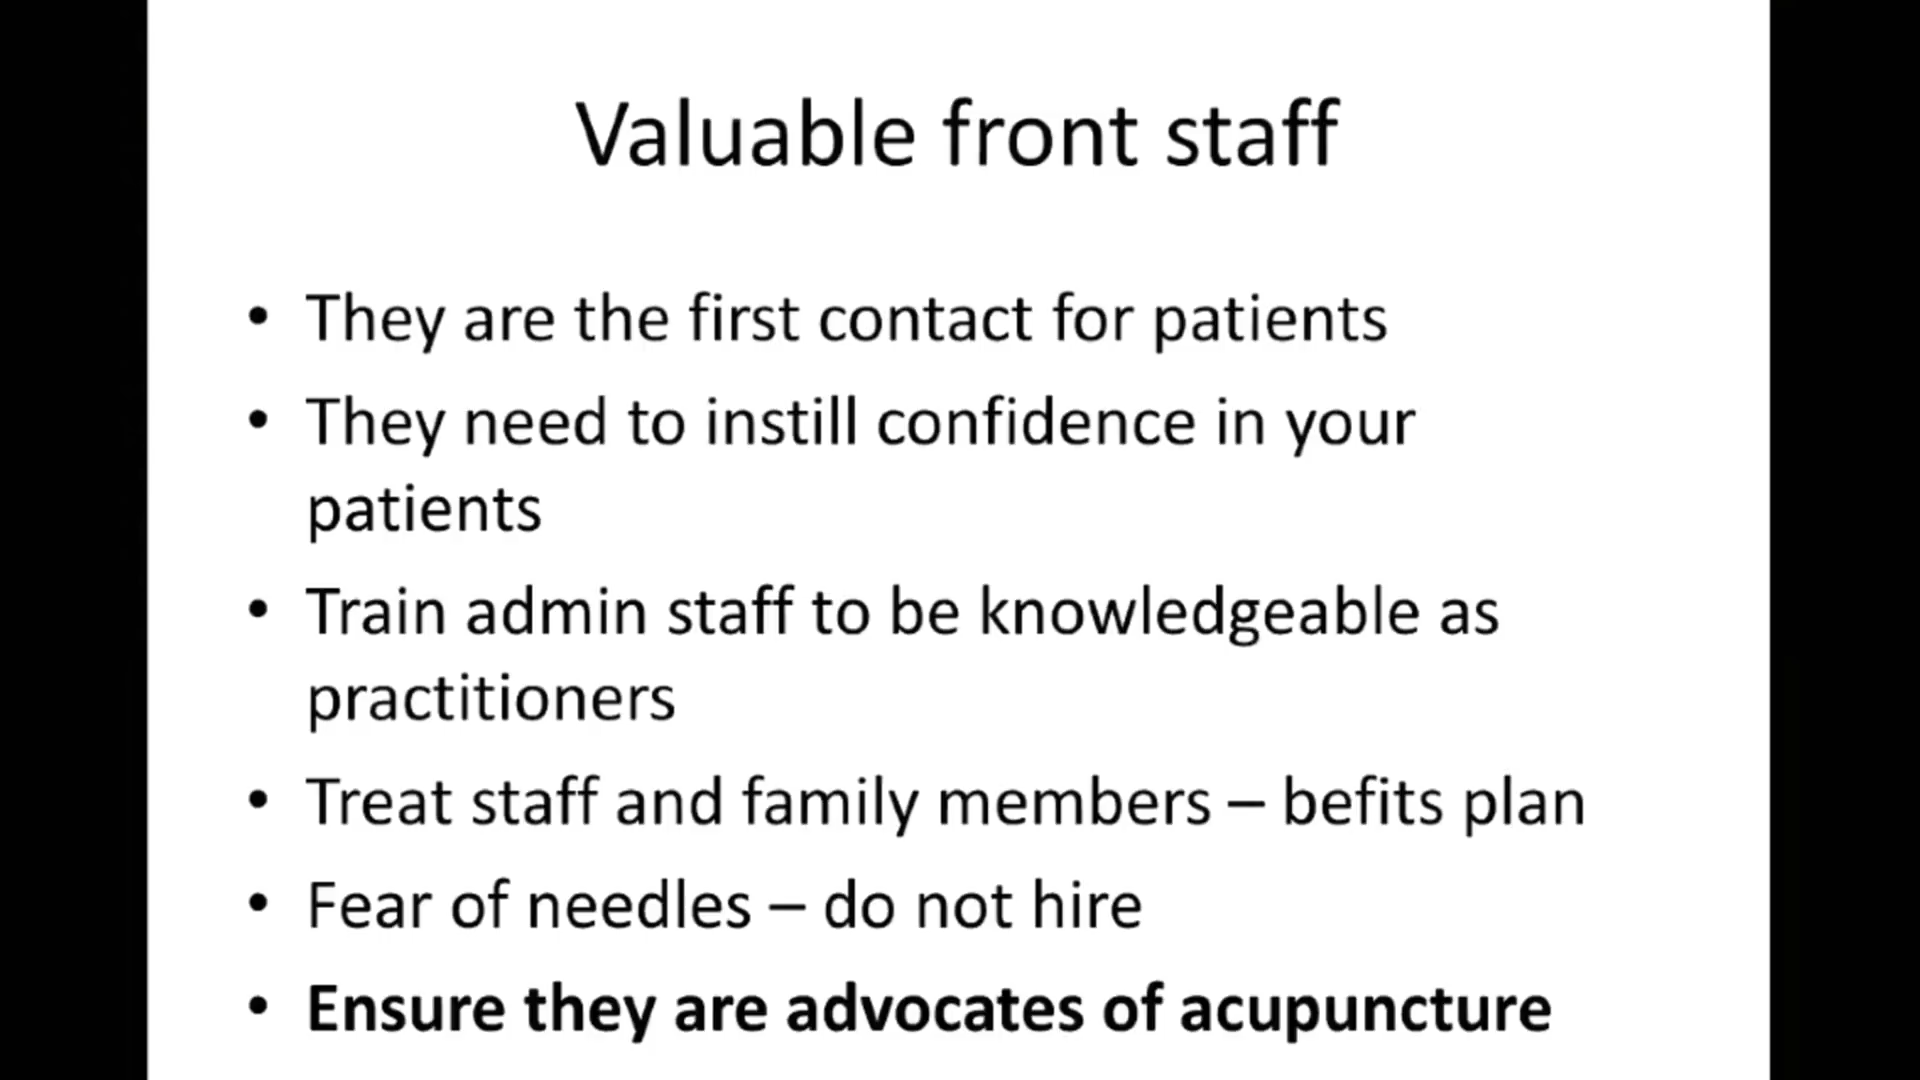 Valuable front staff
• They are the first contact for patients
• They need to instill confidence in your
patients
• Train admin staff to be knowledgeable as
practitioners
• Treat staff and family members – befits plan
• Fear of needles – do not hire
• Ensure they are advocates of acupuncture